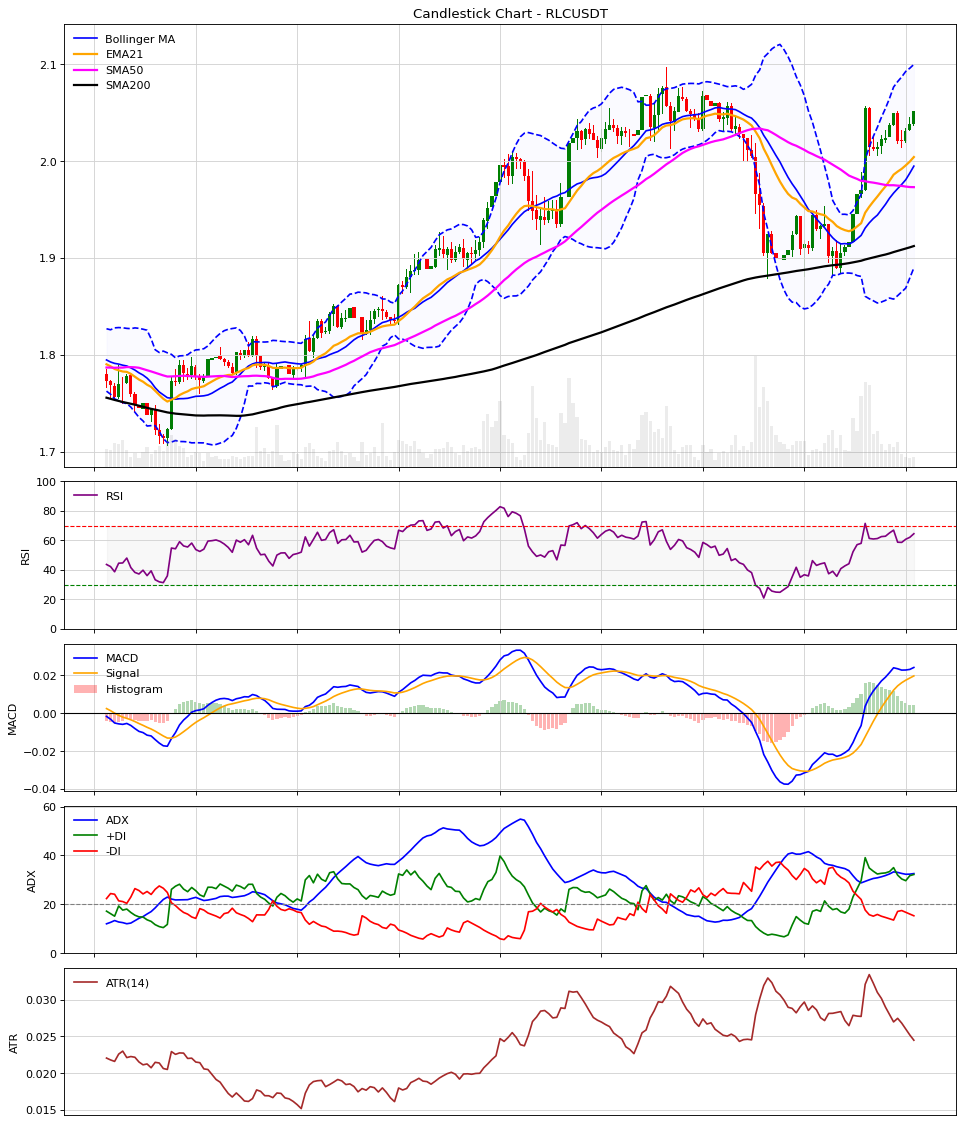 Candlestick Chart - RLCUSDT
Bollinger MA
EMA21
SMA50
SMA200
2.1
2.0
1.9
1.8
1.7
RSI
100
80
60
40
20
0
RSI
MACD
Signal
Histogram
0.02
0.00
−0.02
−0.04
MACD
ADX
+DI
-DI
60
40
20
0
ADX
ATR(14)
0.030
0.025
0.020
0.015
ATR